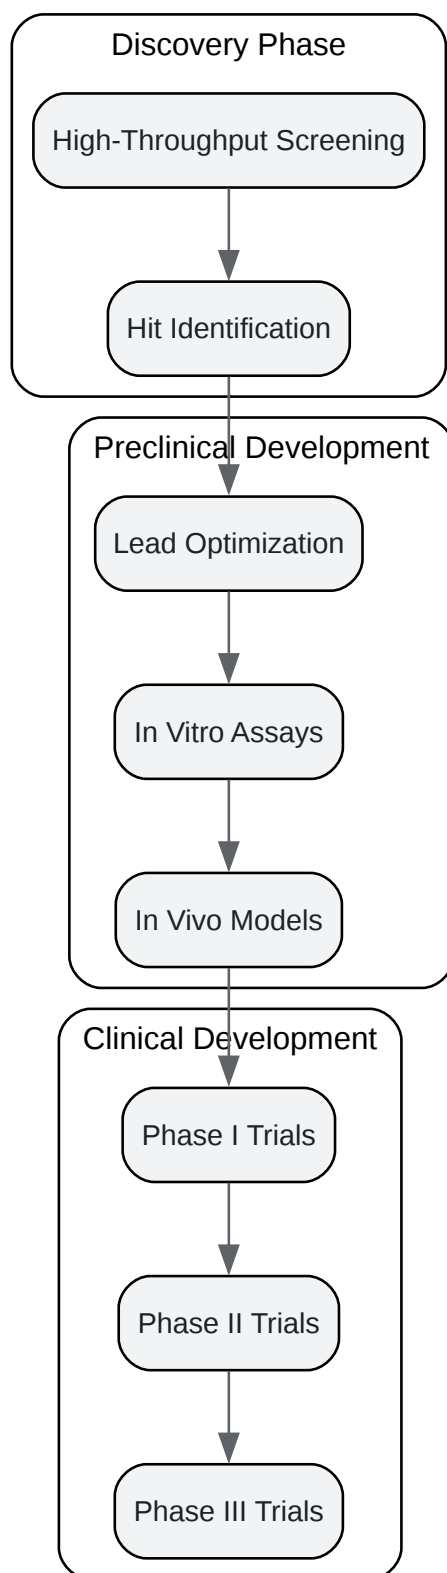 Discovery Phase
High-Throughput Screening
Hit Identification
Preclinical Development
Lead Optimization
In Vitro Assays
In Vivo Models
Clinical Development
Phase I Trials
Phase II Trials
Phase III Trials